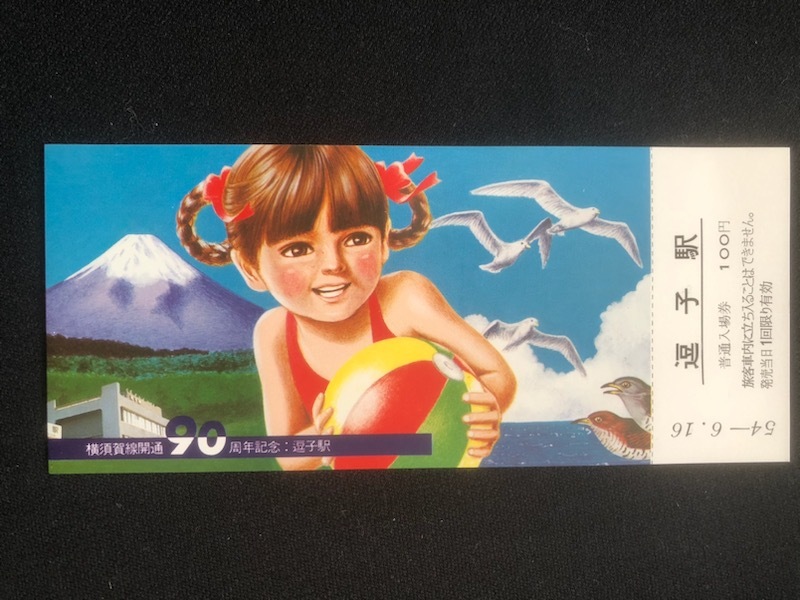 横須賀線開通90周年記念：逗子駅
逗子駅
普通入場券 100円
旅客車内に立ち入ることはできません。
発売当日1回限り有効
54-6.16